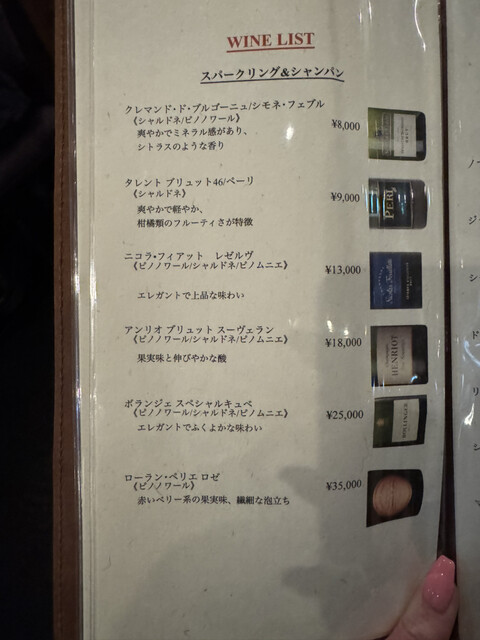 WINE LIST
スパークリング&シャンパン
クレマンド・ド・ブルゴーニュ/シモネ・フェブル
《シャルドネ/ピノノワール》
爽やかでミネラル感があり、
シトラスのような香り
¥8,000
タレント ブリュット46/ペーリ
《シャルドネ》
爽やかで軽やか、
柑橘類のフルーティさが特徴
¥9,000
PERL
ニコラ・フィアット レゼルヴ
《ピノノワール/シャルドネ/ピノムニエ》
エレガントで上品な味わい
¥13,000
アンリオ ブリュット スーヴェラン
《ピノノワール/シャルドネ/ピノムニエ》
果実味と伸びやかな酸
¥18,000
HENRIOT
ボランジェ スペシャルキュベ
《ピノノワール/シャルドネ/ピノムニエ》
エレガントでふくよかな味わい
¥25,000
ローラン・ペリエ ロゼ
《ピノノワール》
赤いベリー系の果実味、繊細な泡立ち
¥35,000